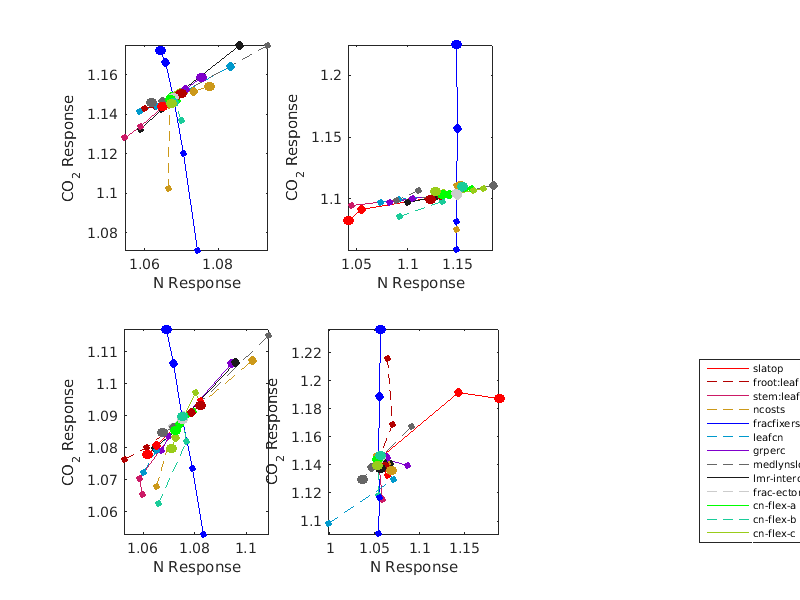 1.16
1.14
1.12
1.1
1.08
CO2 Response
1.06 1.08
N Response
1.2
1.15
1.1
CO2 Response
1.05 1.1 1.15
N Response
1.11
1.1
1.09
1.08
1.07
1.06
CO2 Response
1.06 1.08 1.1
N Response
1.22
1.2
1.18
1.16
1.14
1.12
1.1
CO2 Response
1 1.05 1.1 1.15
N Response
slatop
froot:leaf
stem:leaf
ncosts
fracfixers
leafcn
grperc
medlynslo
lmr-interc
frac-ector
cn-flex-a
cn-flex-b
cn-flex-c